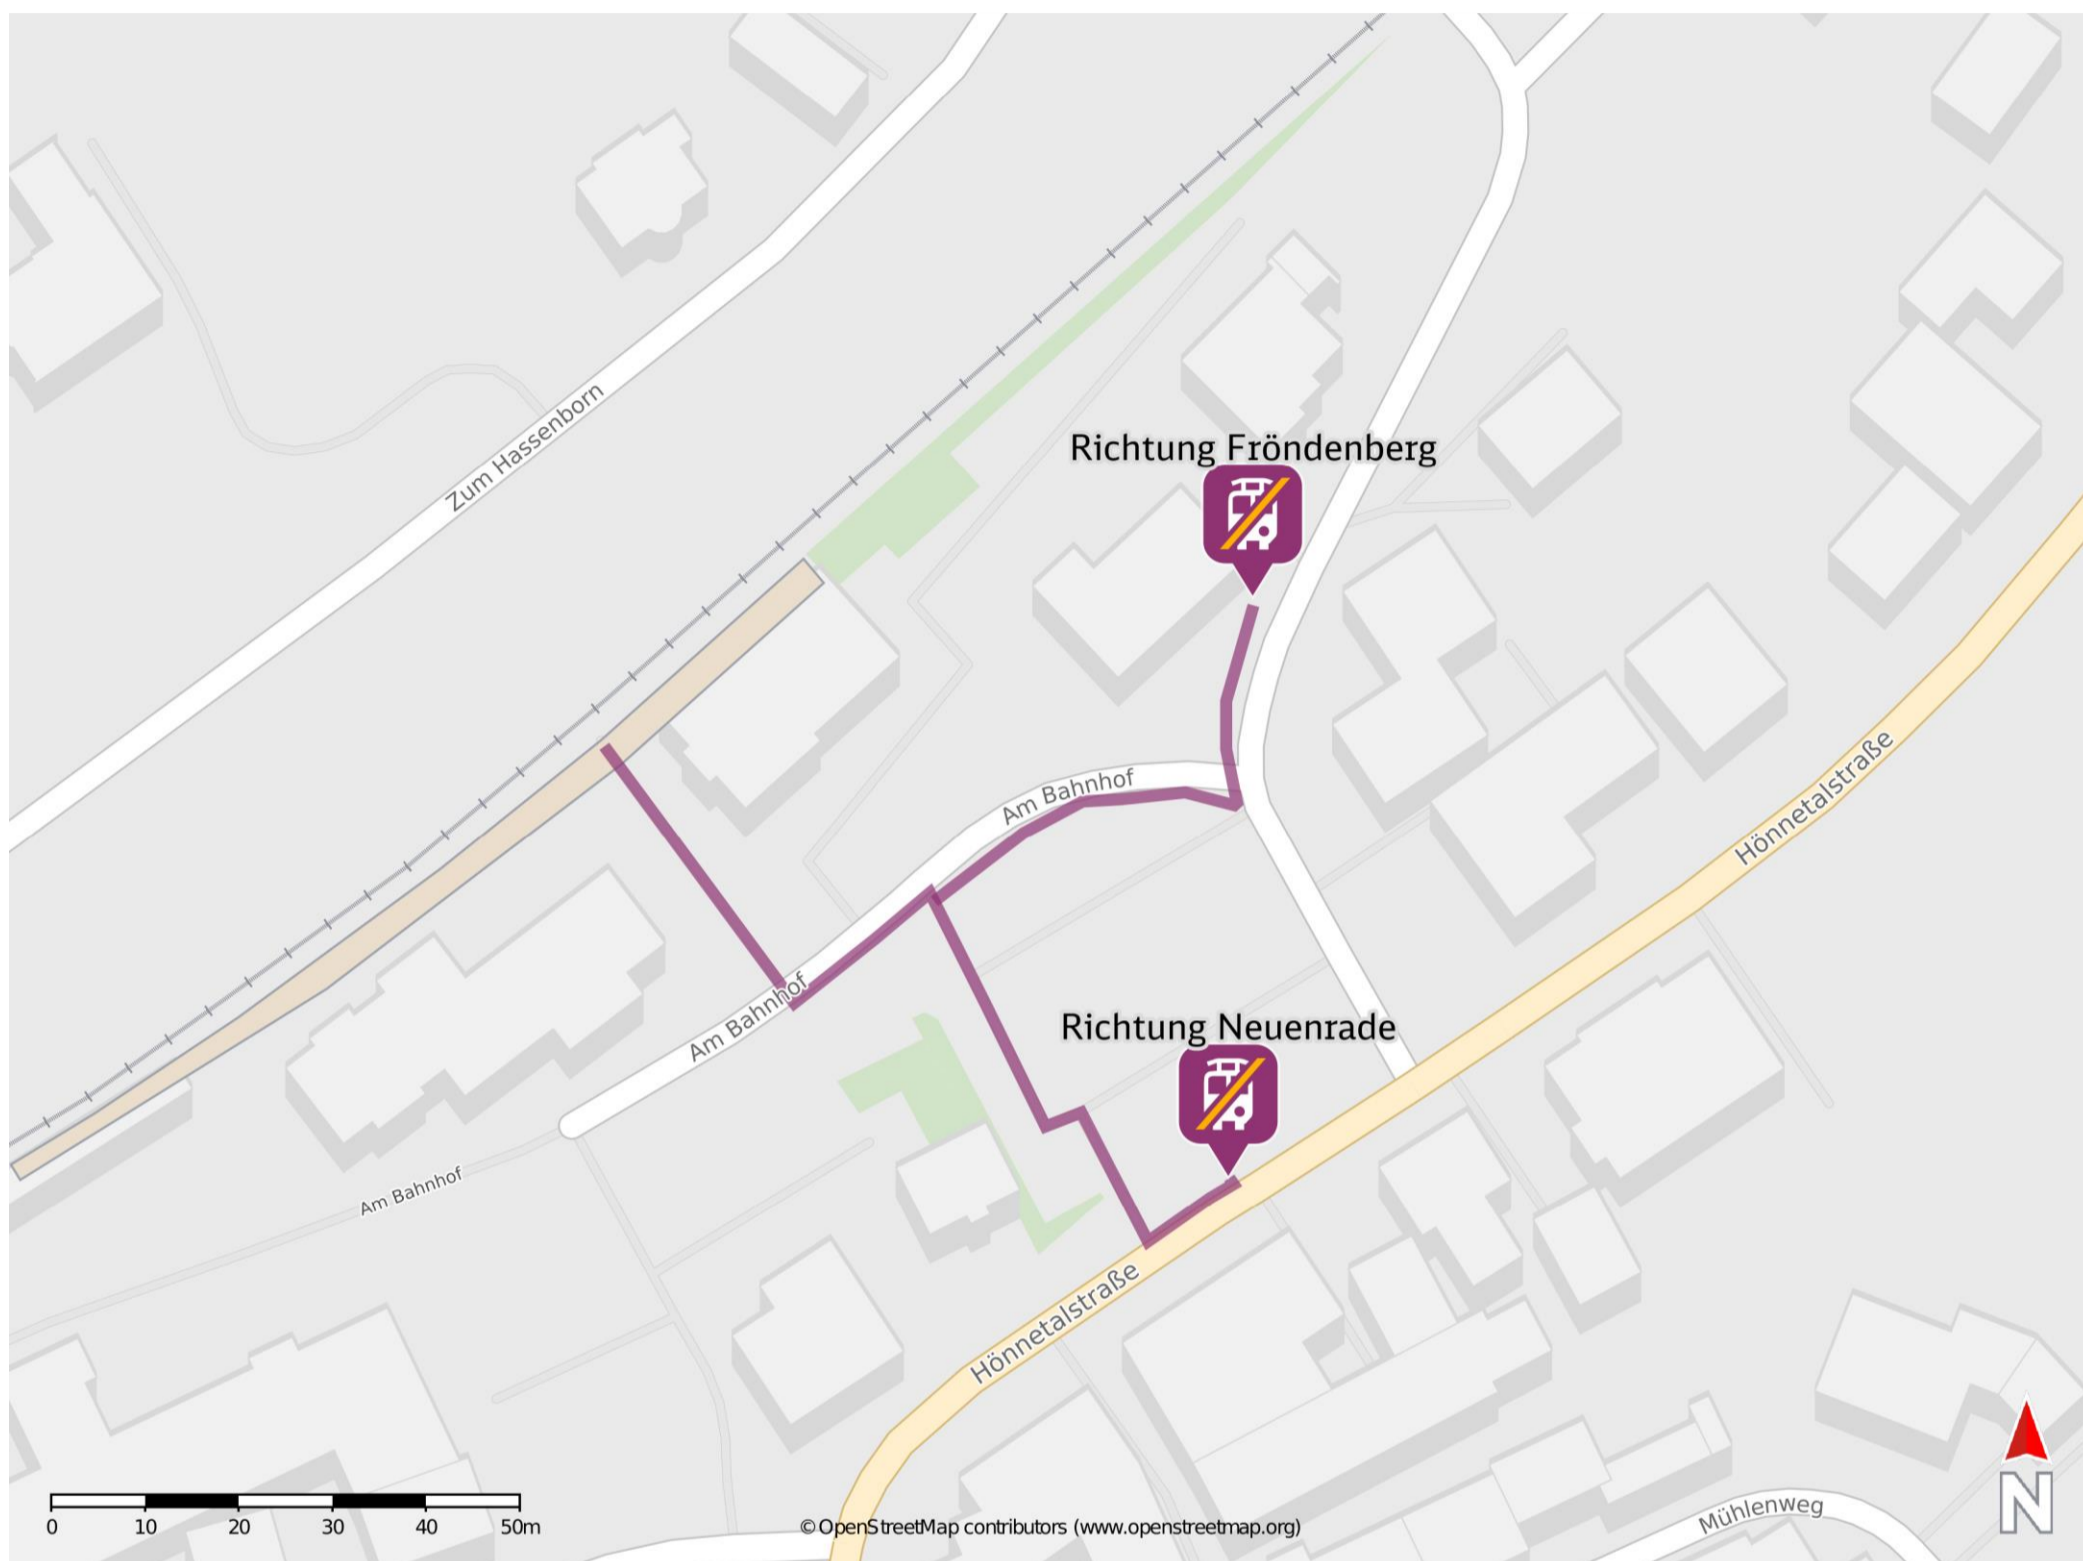 Zum Hassenborn
Richtung Fröndenberg
Am Bahnhof
Hönnetalstraße
Am Bahnhof
Richtung Neuenrade
Am Bahnhof
Hönnetalstraße
Mühlenweg
N
0 10 20 30 40 50m
© OpenStreetMap contributors (www.openstreetmap.org)